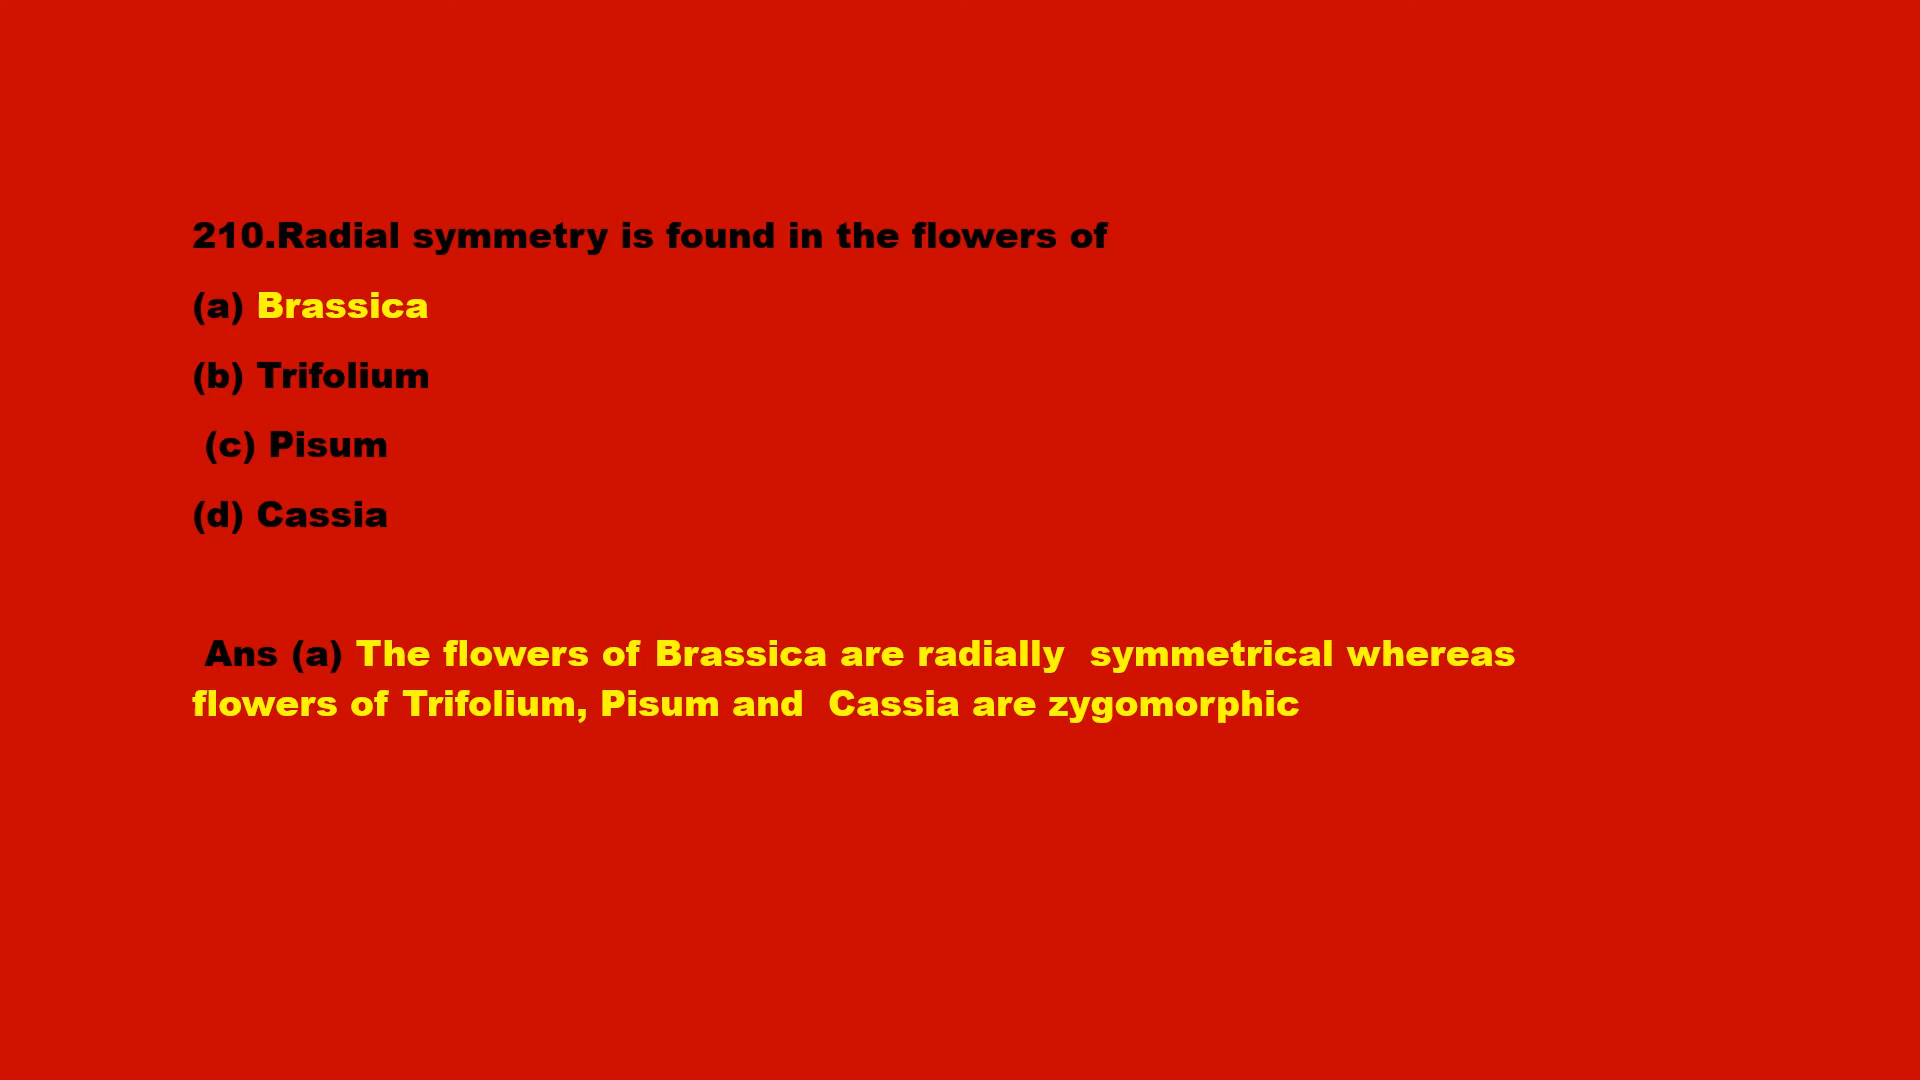 210.Radial symmetry is found in the flowers of
(a) Brassica
(b) Trifolium
(c) Pisum
(d) Cassia
Ans (a) The flowers of Brassica are radially  symmetrical whereas
flowers of Trifolium, Pisum and  Cassia are zygomorphic